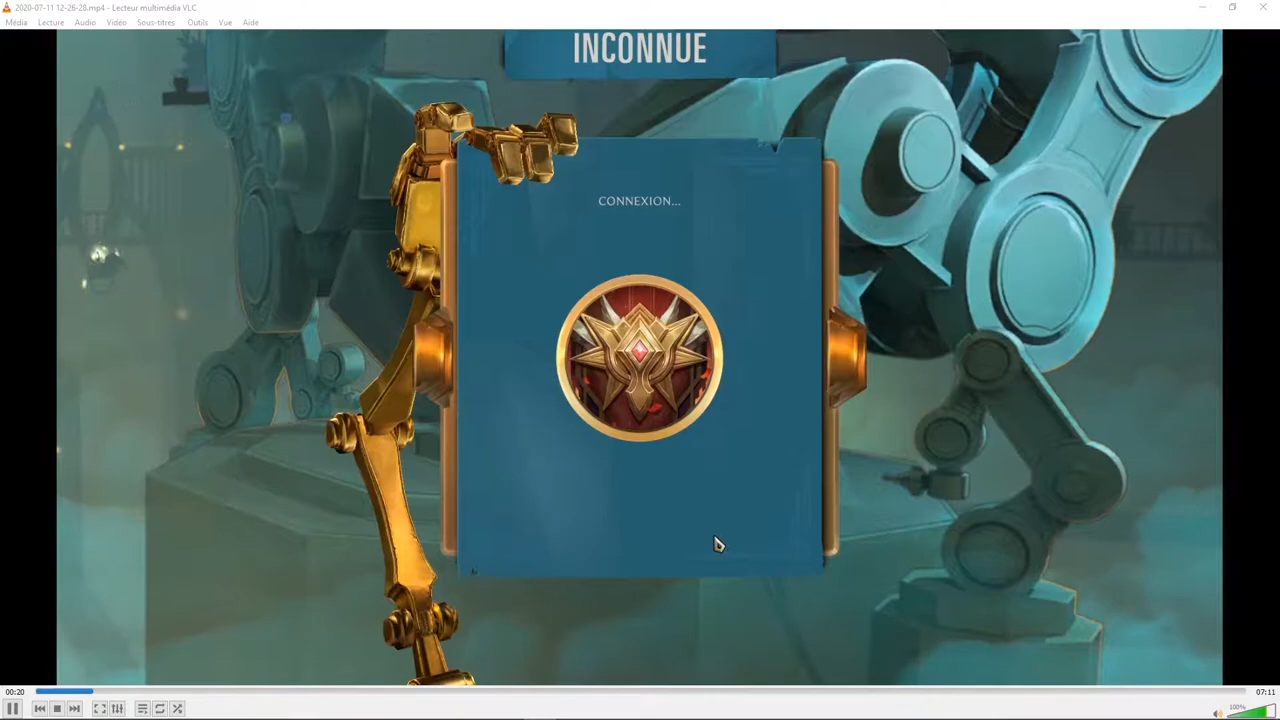 2020-07-11 12-26-28.mp4 - Lecteur multimédia VLC
Média Lecture Audio Vidéo Sous-titres Outils Vue Aide
INCONNUE
CONNEXION...
00:20
07:11
100%